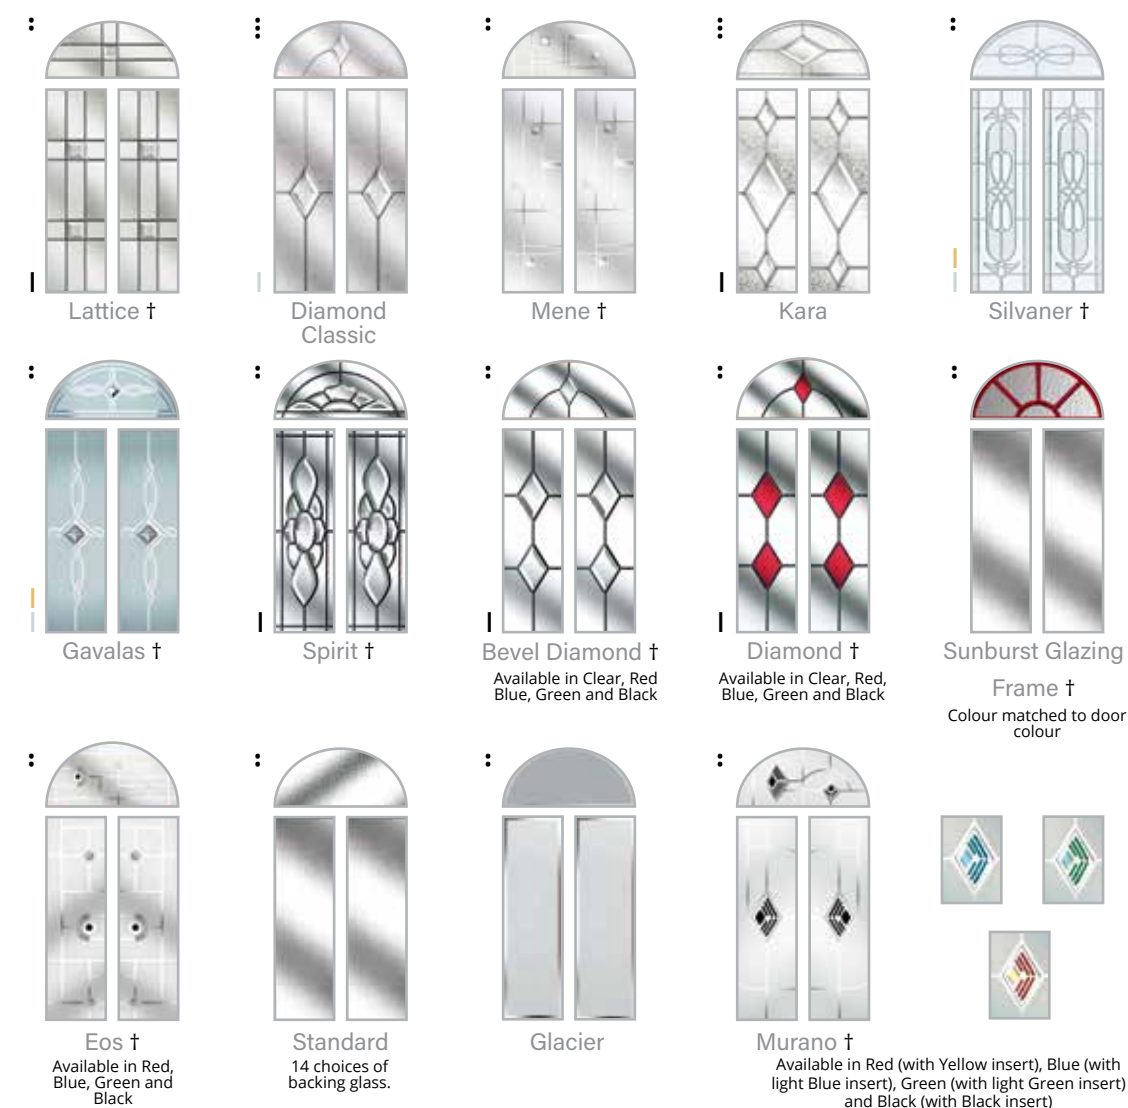 Lattice †
Diamond
Classic
Mene †
Kara
Silvaner †
Gavalas †
Spirit †
Bevel Diamond †
Available in Clear, Red
Blue, Green and Black
Diamond †
Available in Clear, Red,
Blue, Green and Black
Sunburst Glazing
Frame †
Colour matched to door
colour
Eos †
Available in Red,
Blue, Green and
Black
Standard
14 choices of
backing glass.
Glacier
Murano †
Available in Red (with Yellow insert), Blue (with
light Blue insert), Green (with light Green insert)
and Black (with Black insert)